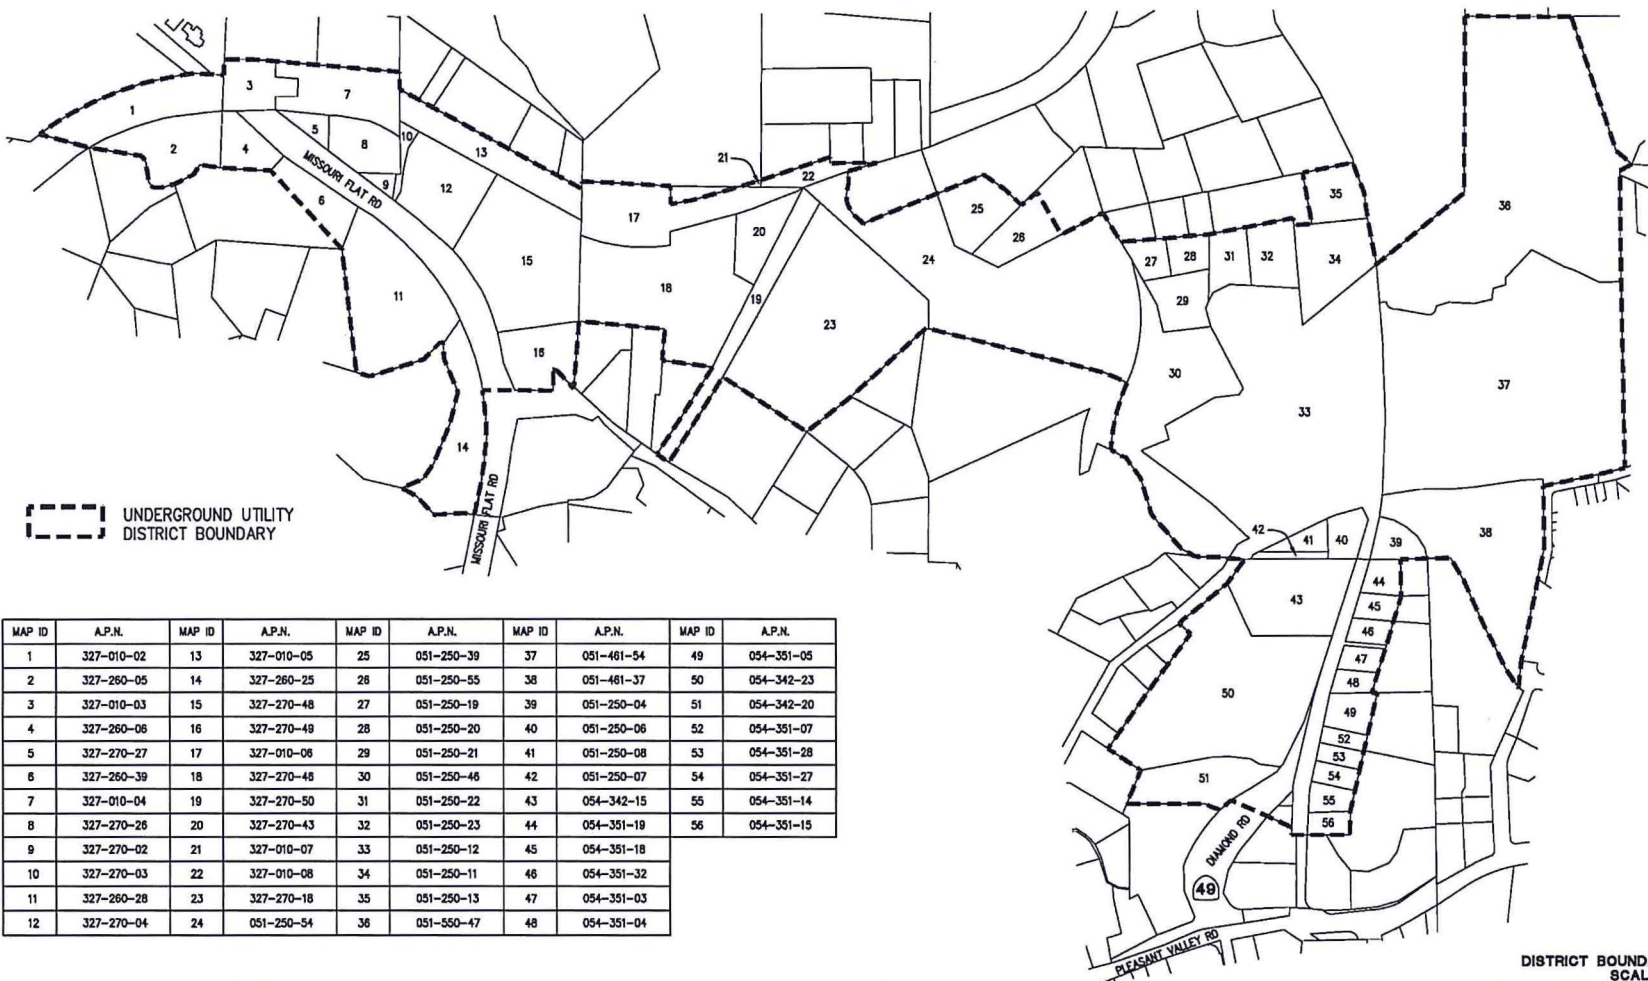 1
2
3
4
5
6
7
8
9
10
11
12
13
14
15
16
17
18
19
20
21
22
23
24
25
26
27
28
29
30
31
32
33
34
35
36
37
38
39
40
41
42
43
44
45
46
47
48
49
50
51
52
53
54
55
56
MISSOURI FLAT RD
MISSOURI FLAT RD
DIAMOND RD
49
PLEASANT VALLEY RD
UNDERGROUND UTILITY
DISTRICT BOUNDARY
MAP ID A.P.N. MAP ID A.P.N. MAP ID A.P.N. MAP ID A.P.N. MAP ID A.P.N.
1 327-010-02 13 327-010-05 25 051-250-39 37 051-461-54 49 054-351-05
2 327-260-05 14 327-260-25 26 051-250-55 38 051-461-37 50 054-342-23
3 327-010-03 15 327-270-48 27 051-250-19 39 051-250-04 51 054-342-20
4 327-260-06 16 327-270-49 28 051-250-20 40 051-250-06 52 054-351-07
5 327-270-27 17 327-010-06 29 051-250-21 41 051-250-08 53 054-351-28
6 327-260-39 18 327-270-46 30 051-250-46 42 051-250-07 54 054-351-27
7 327-010-04 19 327-270-50 31 051-250-22 43 054-342-15 55 054-351-14
8 327-270-26 20 327-270-43 32 051-250-23 44 054-351-19 56 054-351-15
9 327-270-02 21 327-010-07 33 051-250-12 45 054-351-18
10 327-270-03 22 327-010-08 34 051-250-11 46 054-351-32
11 327-260-28 23 327-270-18 35 051-250-13 47 054-351-03
12 327-270-04 24 051-250-54 36 051-550-47 48 054-351-04
DISTRICT BOUND
SCAL